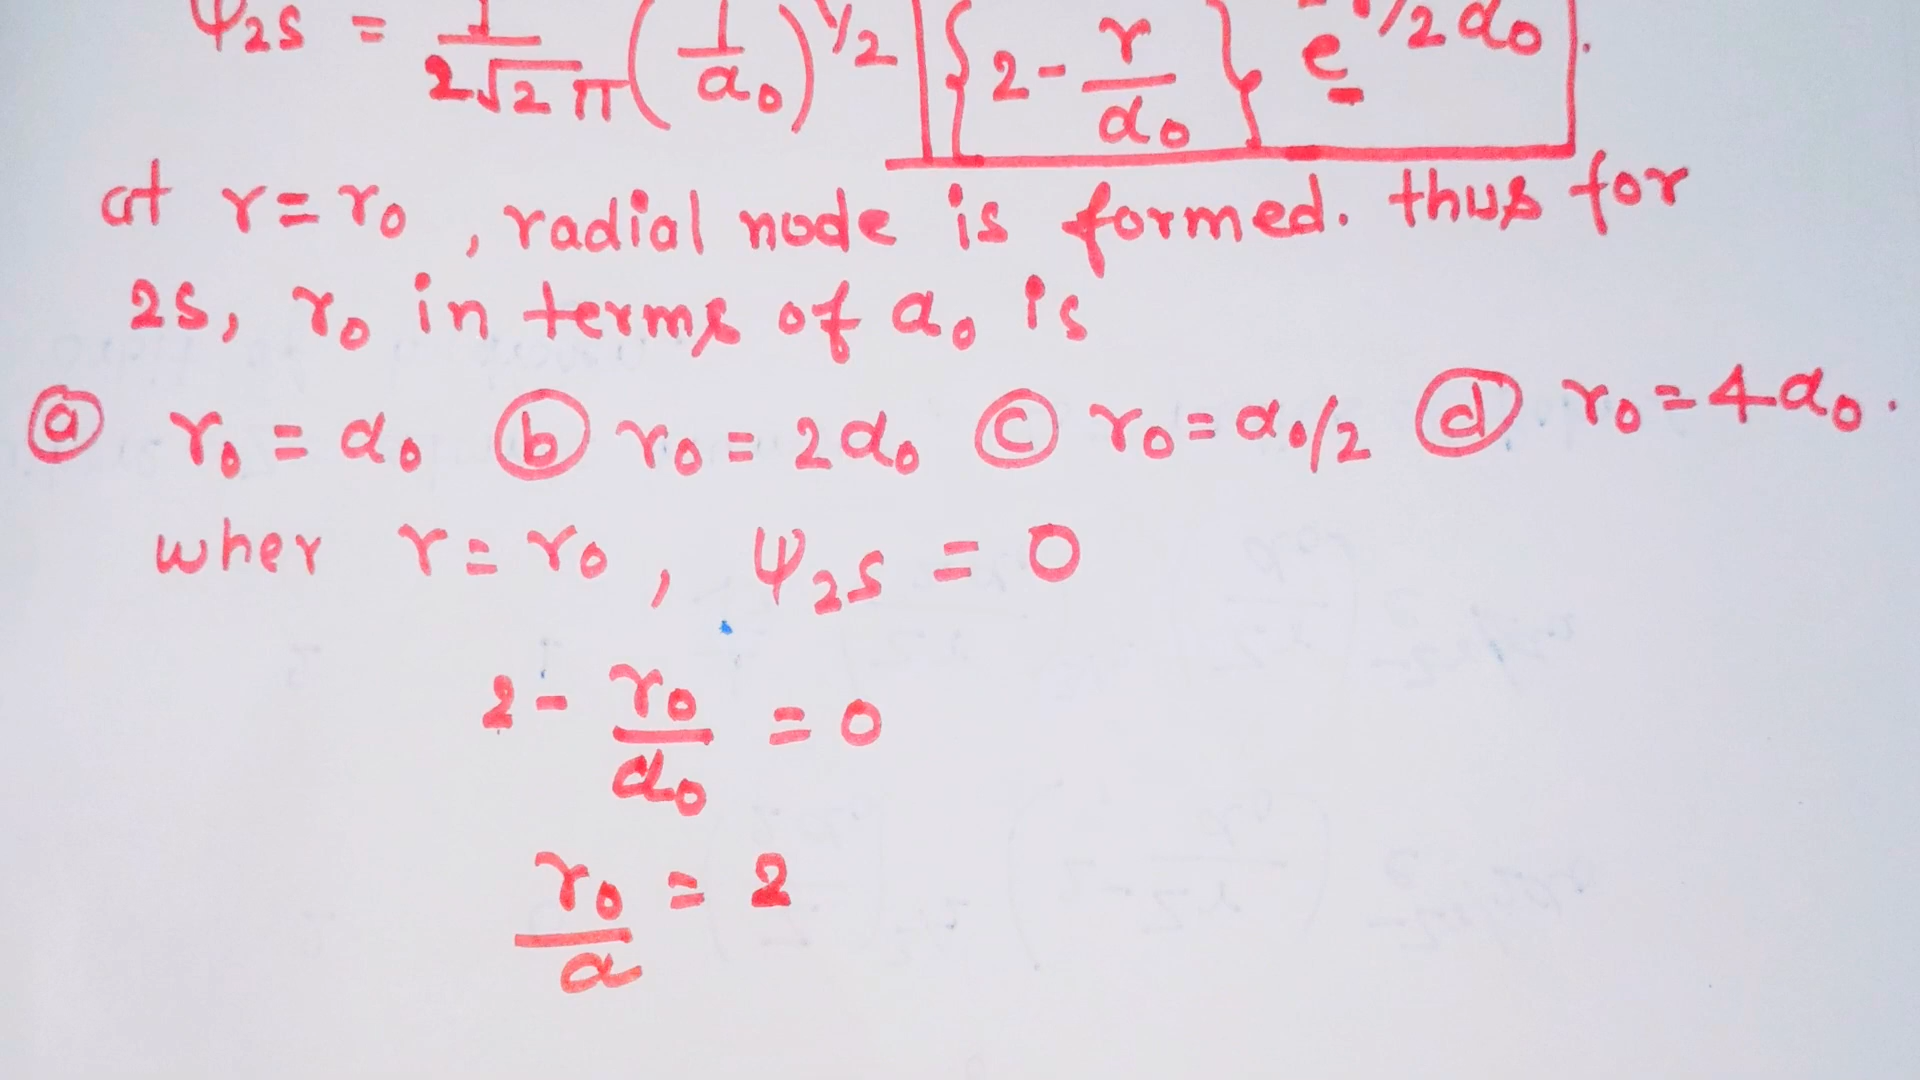 ψ2s = 1/2√2π (1/a0)^1/2 [{2 - r/a0} e^-r/2a0].
at r = r0, radial node is formed. thus for
2s, r0 in terms of a0 is
(a) r0 = a0 (b) r0 = 2a0 (c) r0 = a0/2 (d) r0 = 4a0.
wher r = r0, ψ2s = 0
2 - r0/a0 = 0
r0/a = 2